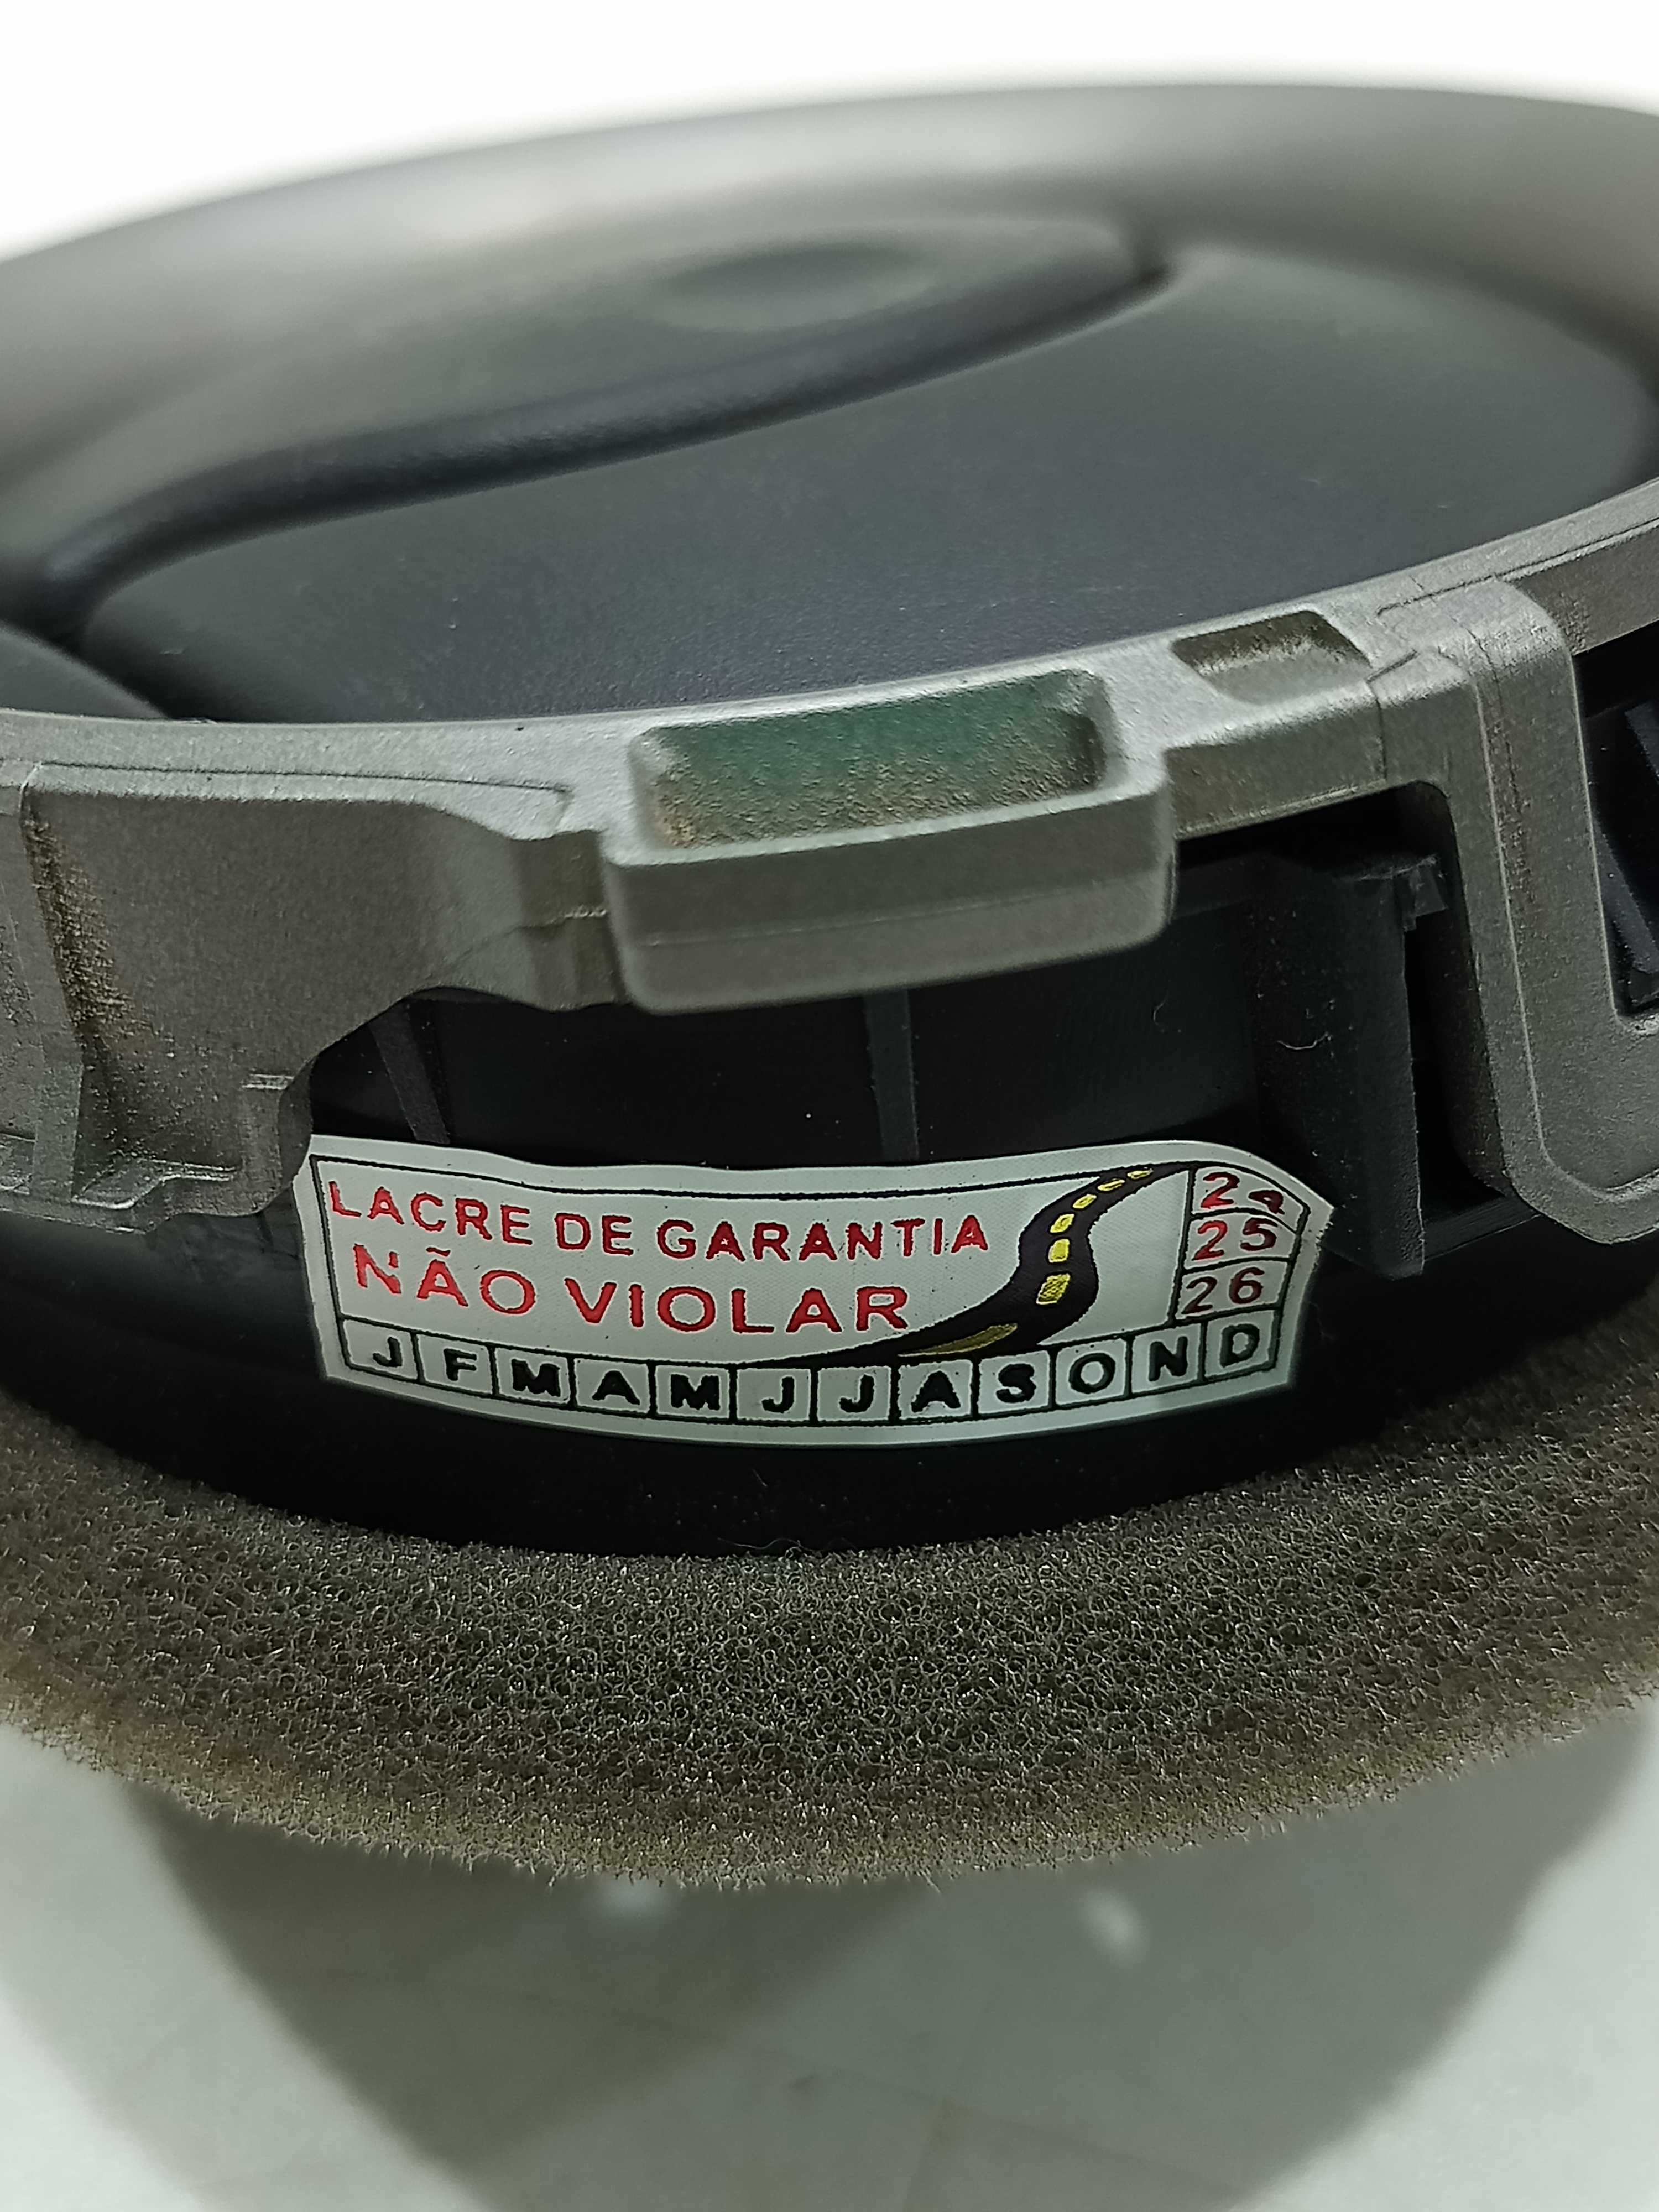 LACRE DE GARANTIA
NÃO VIOLAR
24
25
26
J F M A M J J A S O N D